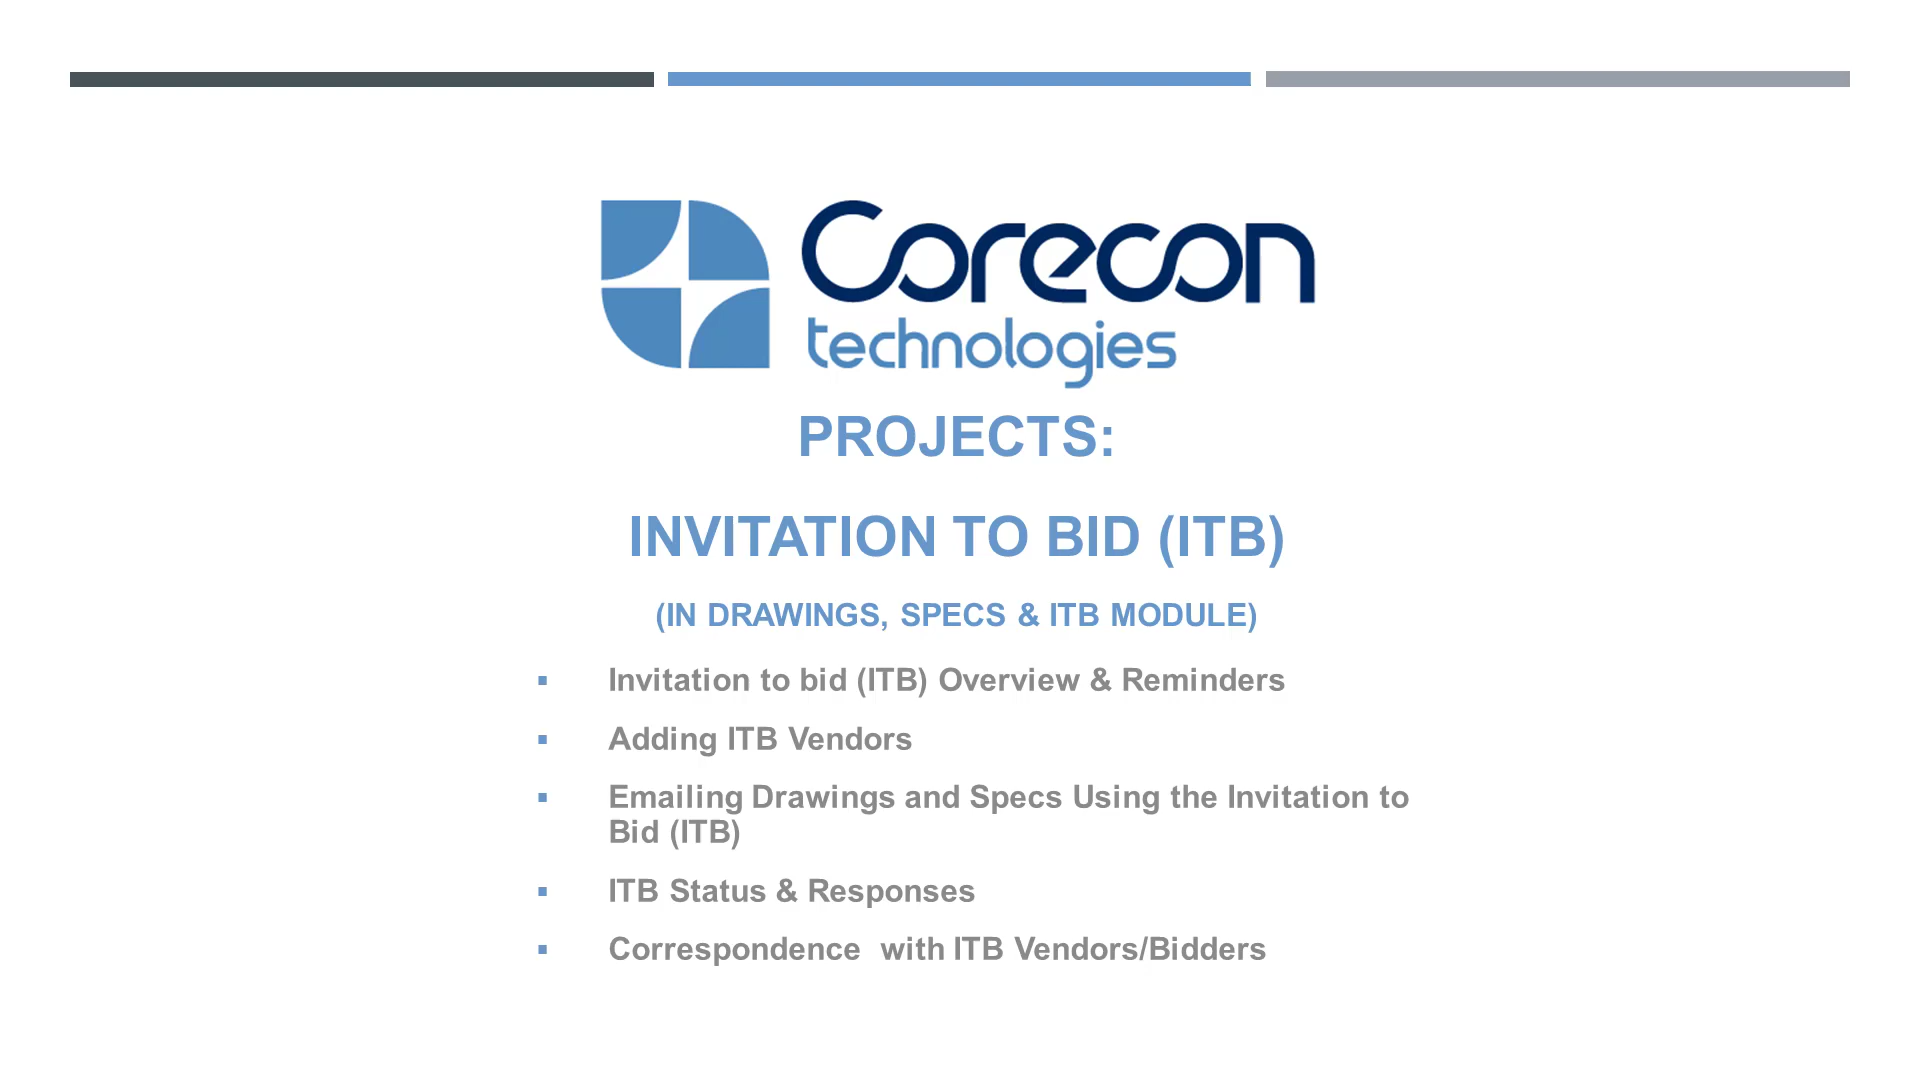 Corecon
technologies
PROJECTS:
INVITATION TO BID (ITB)
(IN DRAWINGS, SPECS & ITB MODULE)
▪ Invitation to bid (ITB) Overview & Reminders
▪ Adding ITB Vendors
▪ Emailing Drawings and Specs Using the Invitation to
Bid (ITB)
▪ ITB Status & Responses
▪ Correspondence  with ITB Vendors/Bidders